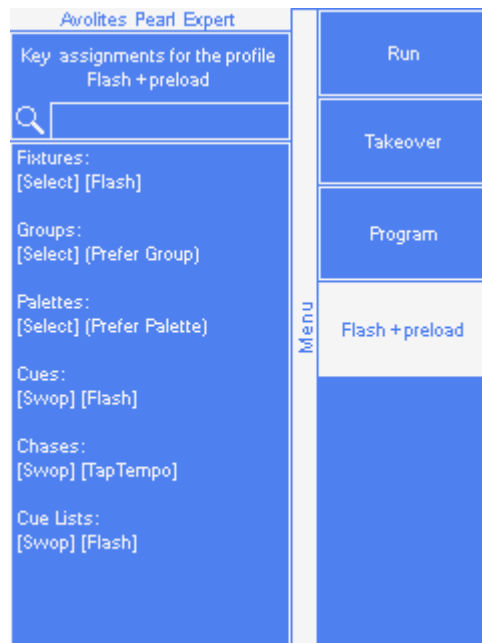 Avolites Pearl Expert
Key assignments for the profile
Flash + preload
Fixtures:
[Select] [Flash]
Groups:
[Select] (Prefer Group)
Palettes:
[Select] (Prefer Palette)
Cues:
[Swop] [Flash]
Chases:
[Swop] [TapTempo]
Cue Lists:
[Swop] [Flash]
Menu
Run
Takeover
Program
Flash + preload